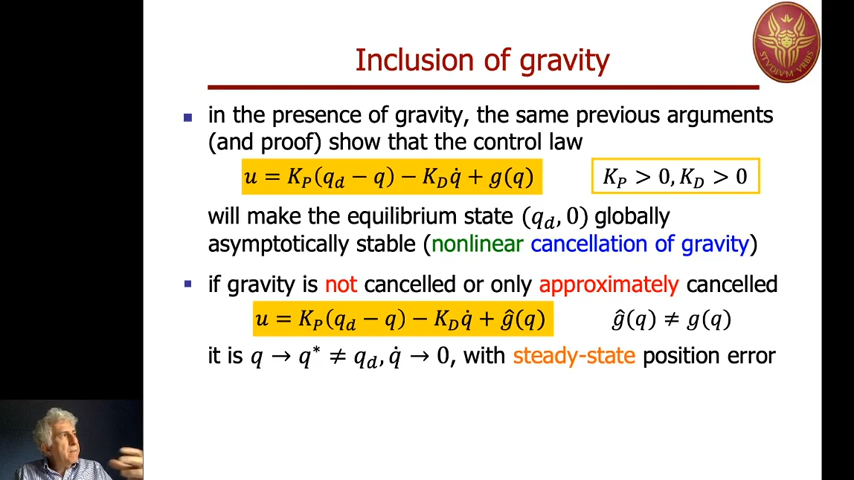 Inclusion of gravity
STVDIVM VRBIS
in the presence of gravity, the same previous arguments
(and proof) show that the control law
u = K_P(q_d − q) − K_D q̇ + g(q)
K_P > 0, K_D > 0
will make the equilibrium state (q_d, 0) globally
asymptotically stable (nonlinear cancellation of gravity)
if gravity is not cancelled or only approximately cancelled
u = K_P(q_d − q) − K_D q̇ + ĝ(q)
ĝ(q) ≠ g(q)
it is q → q* ≠ q_d, q̇ → 0, with steady-state position error